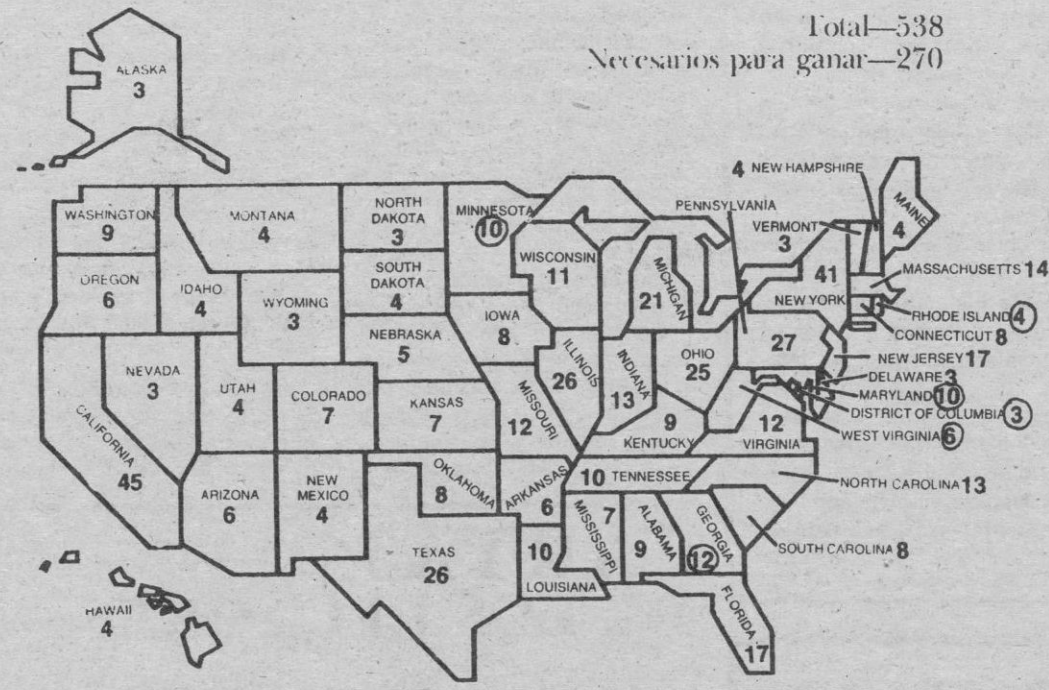 Total—538
Necesarios para ganar—270
ALASKA
3
WASHINGTON
9
OREGON
6
CALIFORNIA
45
NEVADA
3
IDAHO
4
MONTANA
4
WYOMING
3
UTAH
4
ARIZONA
6
COLORADO
7
NEW
MEXICO
4
NORTH
DAKOTA
3
SOUTH
DAKOTA
4
NEBRASKA
5
KANSAS
7
OKLAHOMA
8
TEXAS
26
MINNESOTA
10
IOWA
8
MISSOURI
12
ARKANSAS
6
10
LOUISIANA
WISCONSIN
11
ILLINOIS
26
MICHIGAN
21
INDIANA
13
OHIO
25
9
KENTUCKY
10 TENNESSEE
7
MISSISSIPPI
ALABAMA
9
GEORGIA
12
FLORIDA
17
4 NEW HAMPSHIRE
PENNSYLVANIA
27
VERMONT
3
MAINE
4
41
NEW YORK
MASSACHUSETTS 14
RHODE ISLAND 4
CONNECTICUT 8
NEW JERSEY 17
DELAWARE 3
MARYLAND 10
DISTRICT OF COLUMBIA 3
WEST VIRGINIA 6
12
VIRGINIA
NORTH CAROLINA 13
SOUTH CAROLINA 8
HAWAII
4